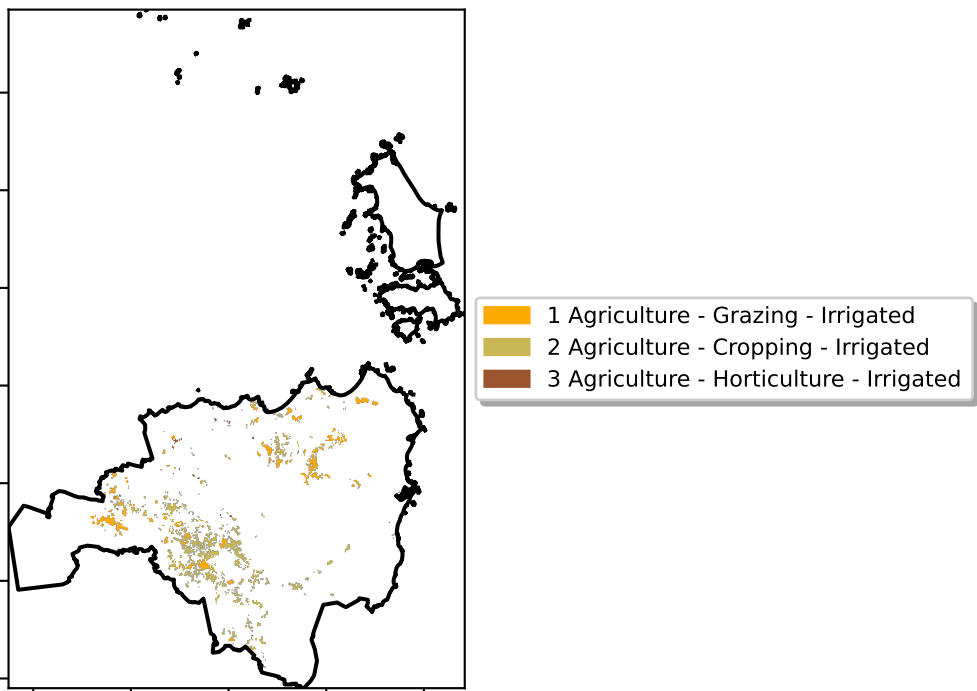 1 Agriculture - Grazing - Irrigated
2 Agriculture - Cropping - Irrigated
3 Agriculture - Horticulture - Irrigated